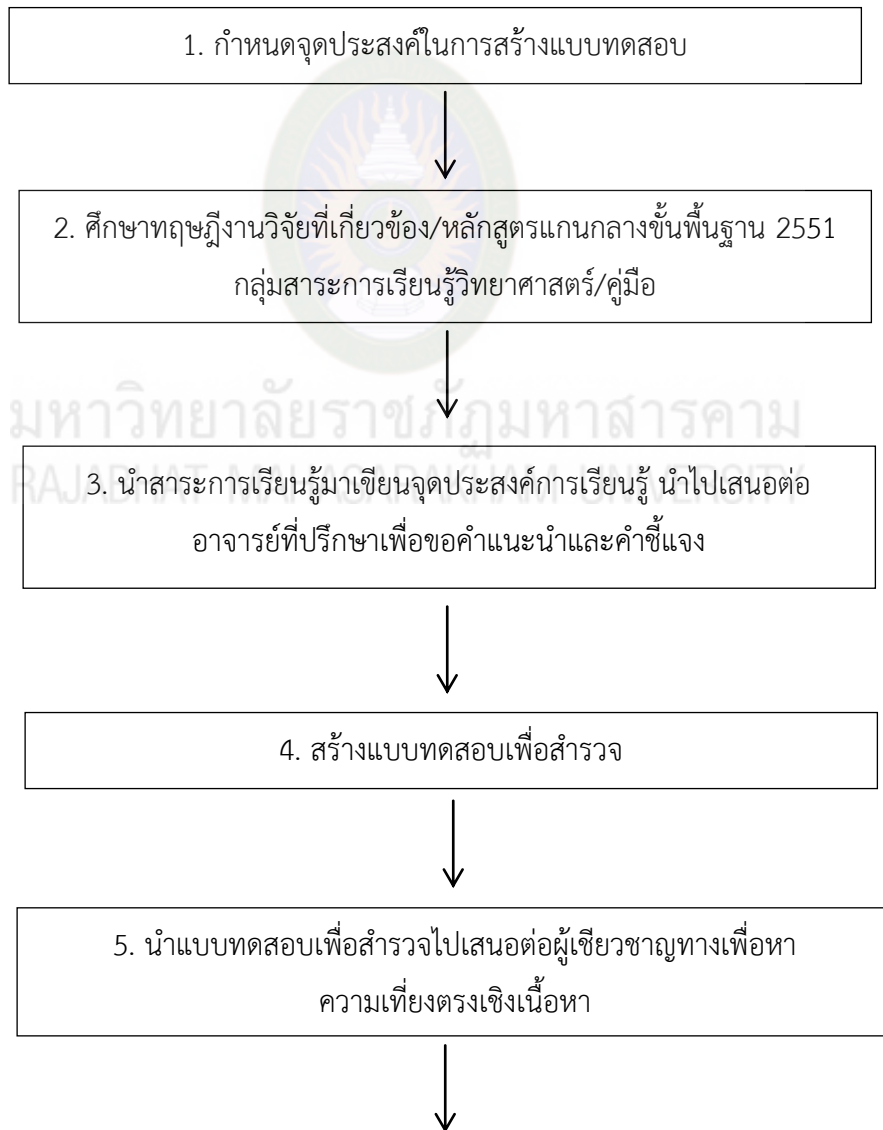 1. กำหนดจุดประสงค์ในการสร้างแบบทดสอบ
2. ศึกษาทฤษฎีงานวิจัยที่เกี่ยวข้อง/หลักสูตรแกนกลางขั้นพื้นฐาน 2551
กลุ่มสาระการเรียนรู้วิทยาศาสตร์/คู่มือ
มหาวิทยาลัยราชภัฏมหาสารคาม
RAJABHAT MAHASARAKHAM UNIVERSITY
3. นำสาระการเรียนรู้มาเขียนจุดประสงค์การเรียนรู้ นำไปเสนอต่อ
อาจารย์ที่ปรึกษาเพื่อขอคำแนะนำและคำชี้แจง
4. สร้างแบบทดสอบเพื่อสำรวจ
5. นำแบบทดสอบเพื่อสำรวจไปเสนอต่อผู้เชียวชาญทางเพื่อหา
ความเที่ยงตรงเชิงเนื้อหา